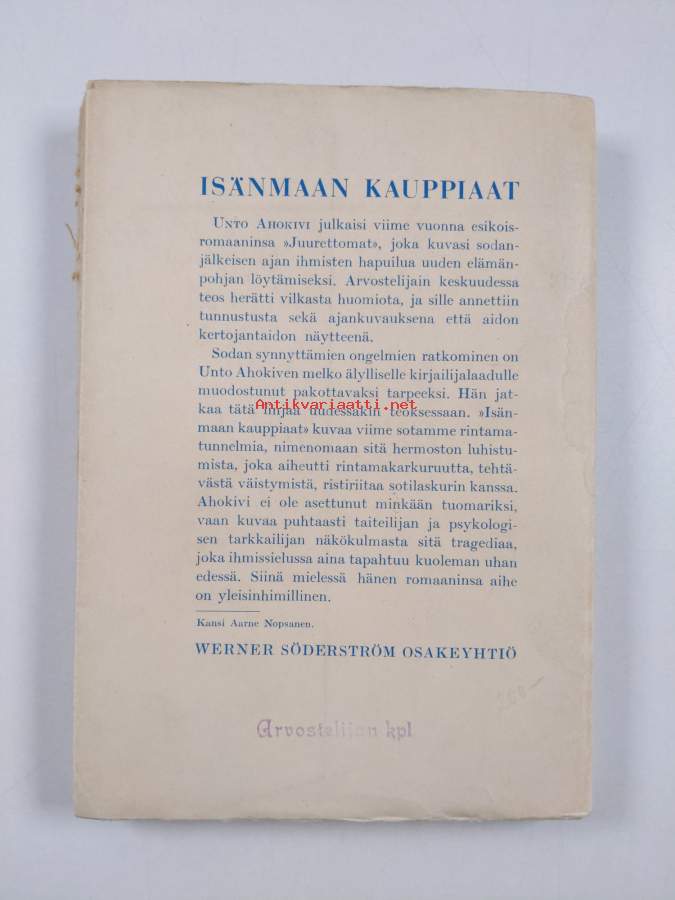 ISÄNMAAN KAUPPIAAT
UNTO AHOKIVI julkaisi viime vuonna esikois-
romaaninsa »Juurettomat», joka kuvasi sodan-
jälkeisen ajan ihmisten hapuilua uuden elämän-
pohjan löytämiseksi. Arvostelijain keskuudessa
teos herätti vilkasta huomiota, ja sille annettiin
tunnustusta sekä ajankuvauksena että aidon
kertojantaidon näytteenä.
Sodan synnyttämien ongelmien ratkominen on
Unto Ahokiven melko älylliselle kirjailijalaadulle
muodostunut pakottavaksi tarpeeksi. Hän jat-
Antikvariaatti.net
kaa tätä linjaa uudessakin teoksessaan. »Isän-
maan kauppiaat» kuvaa viime sotamme rintama-
tunnelmia, nimenomaan sitä hermoston luhistu-
mista, joka aiheutti rintamakarkuruutta, tehtä-
västä väistymistä, ristiriitaa sotilaskurin kanssa.
Ahokivi ei ole asettunut minkään tuomariksi,
vaan kuvaa puhtaasti taiteilijan ja psykologi-
sen tarkkailijan näkökulmasta sitä tragediaa,
joka ihmissielussa aina tapahtuu kuoleman uhan
edessä. Siinä mielessä hänen romaaninsa aihe
on yleisinhimillinen.
Kansi Aarne Nopsanen.
WERNER SÖDERSTRÖM OSAKEYHTIÖ
Arvostelijan kpl